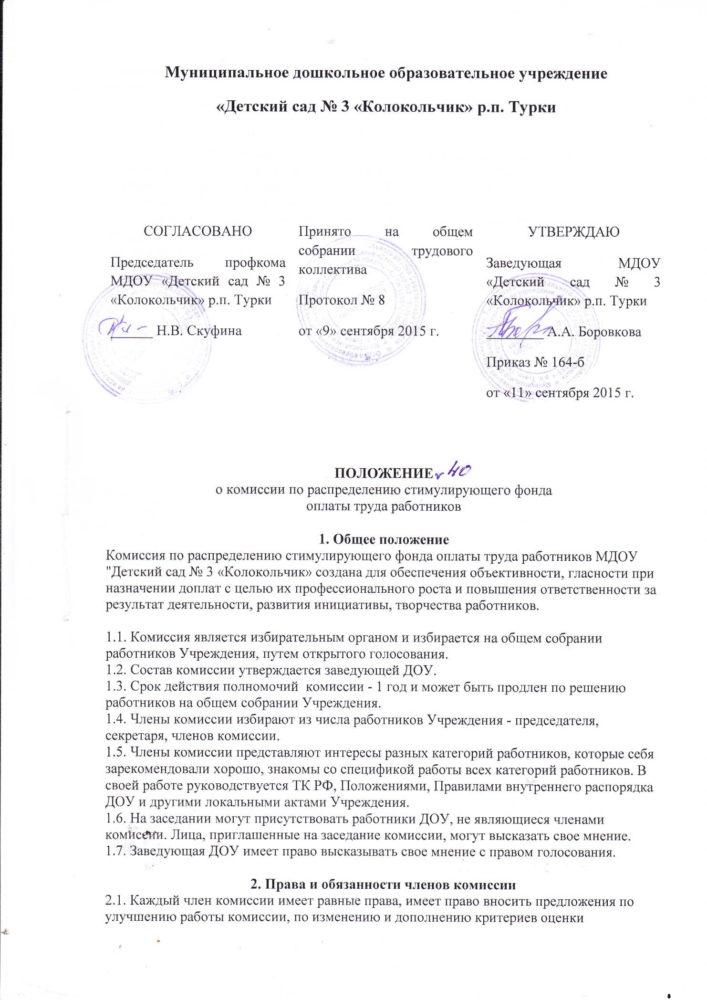 Муниципальное дошкольное образовательное учреждение
«Детский сад № 3 «Колокольчик» р.п. Турки
СОГЛАСОВАНО
Председатель профкома
МДОУ «Детский сад № 3
«Колокольчик» р.п. Турки
______ Н.В. Скуфина
Принято на общем
собрании трудового
коллектива
Протокол № 8
от «9» сентября 2015 г.
УТВЕРЖДАЮ
Заведующая МДОУ
«Детский сад № 3
«Колокольчик» р.п. Турки
________А.А. Боровкова
Приказ № 164-б
от «11» сентября 2015 г.
ПОЛОЖЕНИЕ 40
о комиссии по распределению стимулирующего фонда
оплаты труда работников
1. Общее положение
Комиссия по распределению стимулирующего фонда оплаты труда работников МДОУ
"Детский сад № 3 «Колокольчик» создана для обеспечения объективности, гласности при
назначении доплат с целью их профессионального роста и повышения ответственности за
результат деятельности, развития инициативы, творчества работников.
1.1. Комиссия является избирательным органом и избирается на общем собрании
работников Учреждения, путем открытого голосования.
1.2. Состав комиссии утверждается заведующей ДОУ.
1.3. Срок действия полномочий  комиссии - 1 год и может быть продлен по решению
работников на общем собрании Учреждения.
1.4. Члены комиссии избирают из числа работников Учреждения - председателя,
секретаря, членов комиссии.
1.5. Члены комиссии представляют интересы разных категорий работников, которые себя
зарекомендовали хорошо, знакомы со спецификой работы всех категорий работников. В
своей работе руководствуется ТК РФ, Положениями, Правилами внутреннего распорядка
ДОУ и другими локальными актами Учреждения.
1.6. На заседании могут присутствовать работники ДОУ, не являющиеся членами
комиссии. Лица, приглашенные на заседание комиссии, могут высказать свое мнение.
1.7. Заведующая ДОУ имеет право высказывать свое мнение с правом голосования.
2. Права и обязанности членов комиссии
2.1. Каждый член комиссии имеет равные права, имеет право вносить предложения по
улучшению работы комиссии, по изменению и дополнению критериев оценки